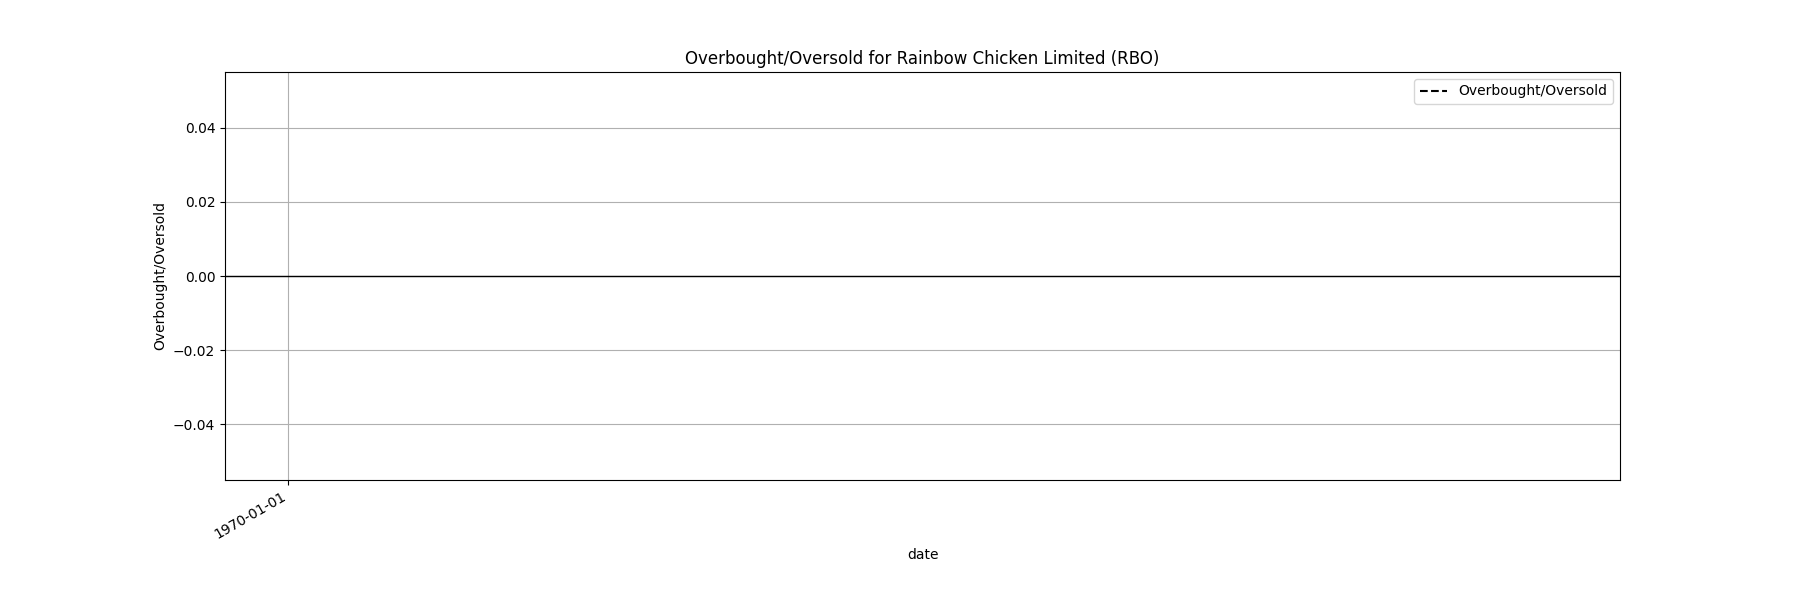 Overbought/Oversold for Rainbow Chicken Limited (RBO)
Overbought/Oversold
0.04
0.02
0.00
−0.02
−0.04
Overbought/Oversold
1970-01-01
date